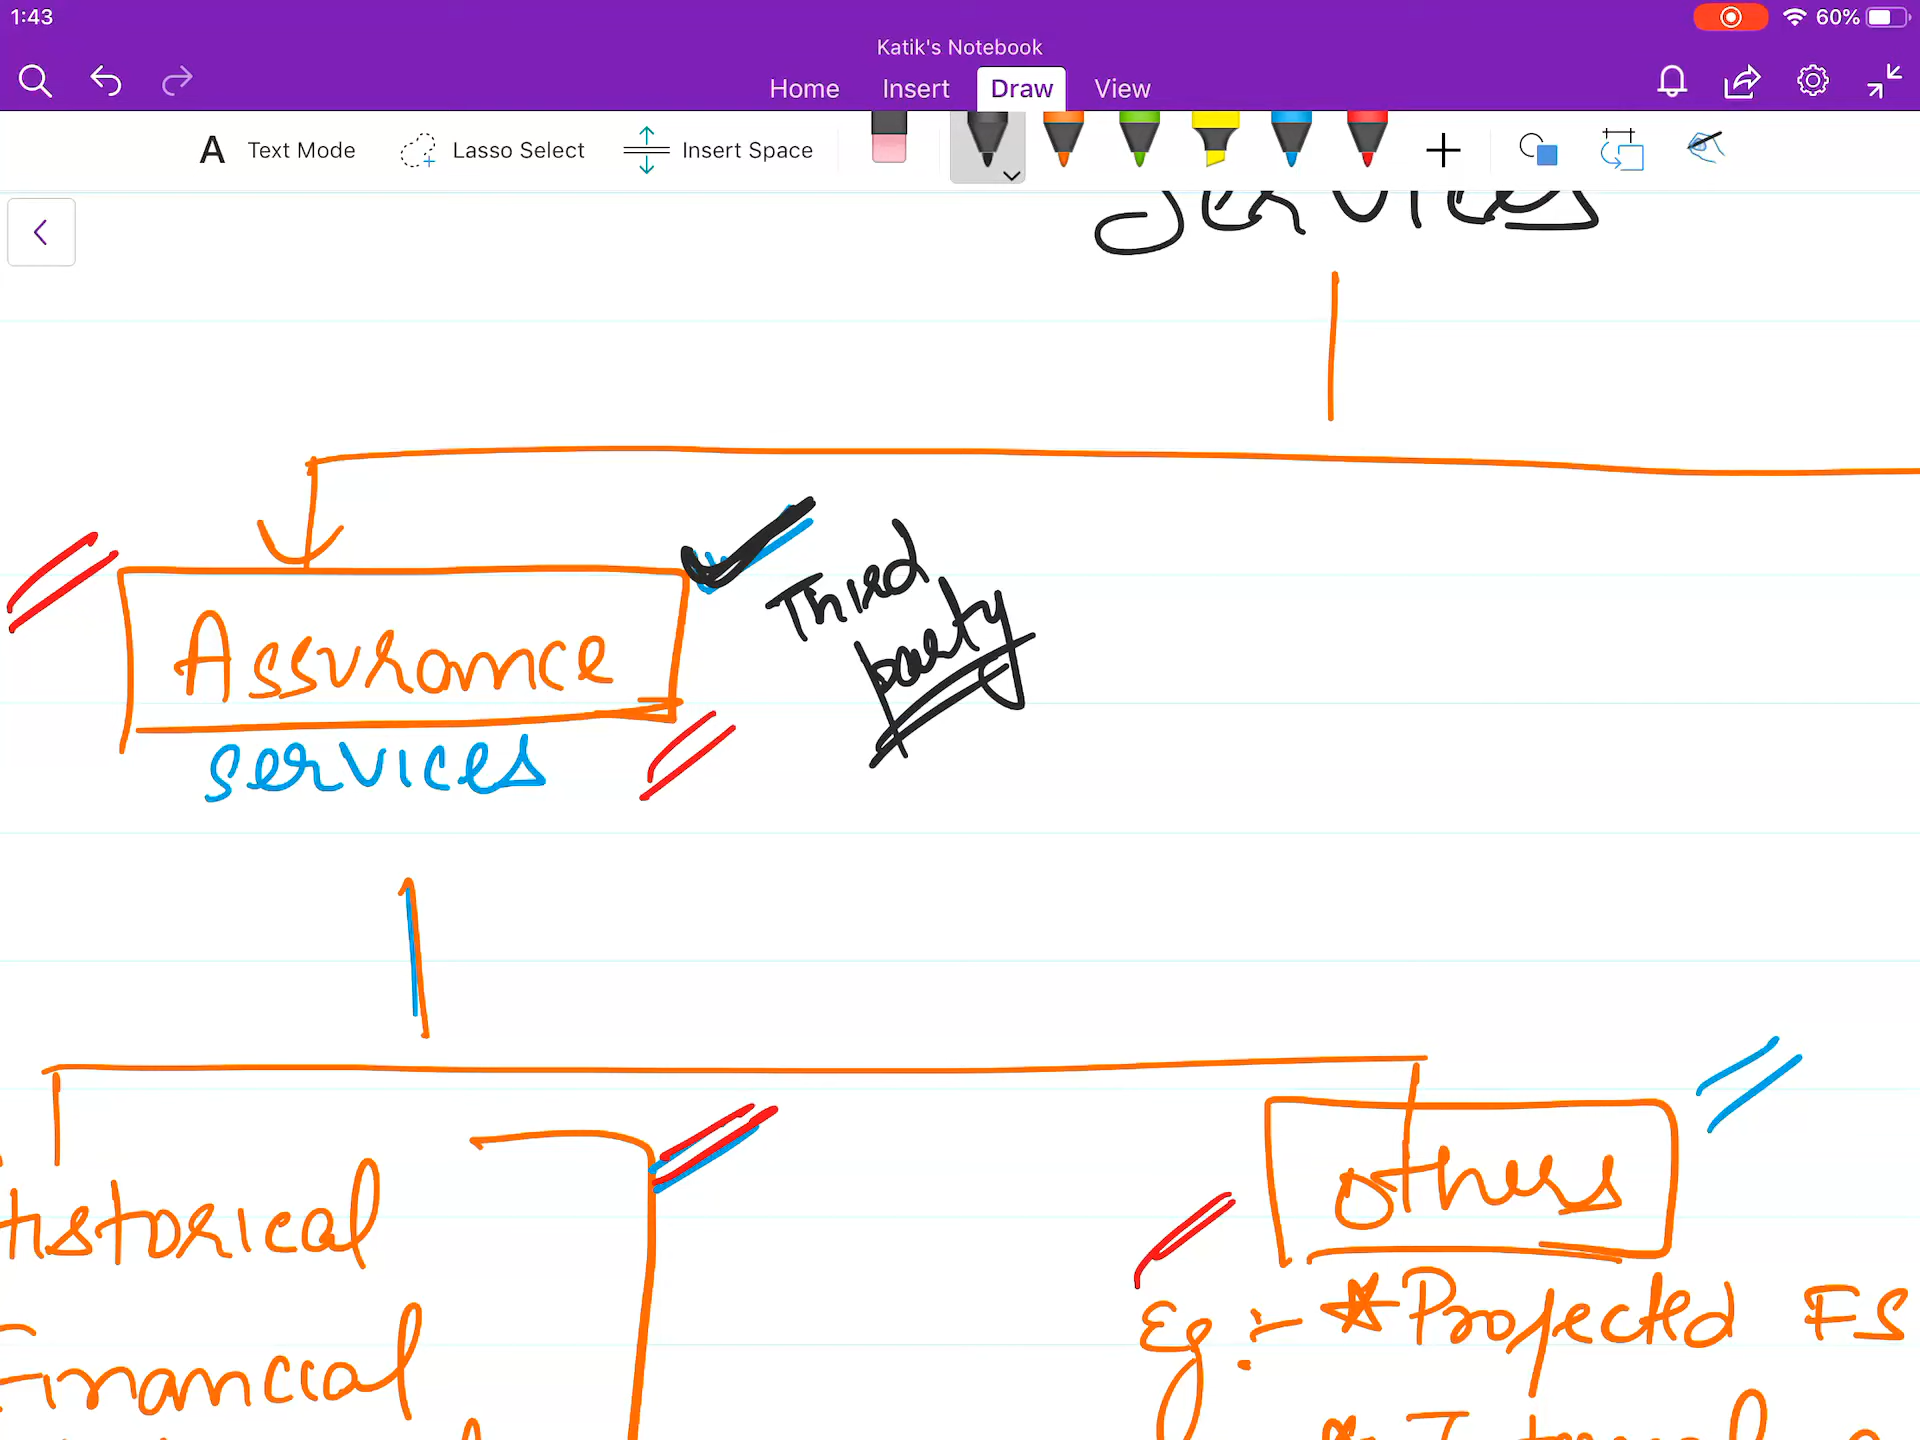 1:43
60%
Katik's Notebook
Home Insert Draw View
A Text Mode Lasso Select Insert Space
services
Third
party
Assurance
services
Historical
others
Financial
Eg :- * Projected FS